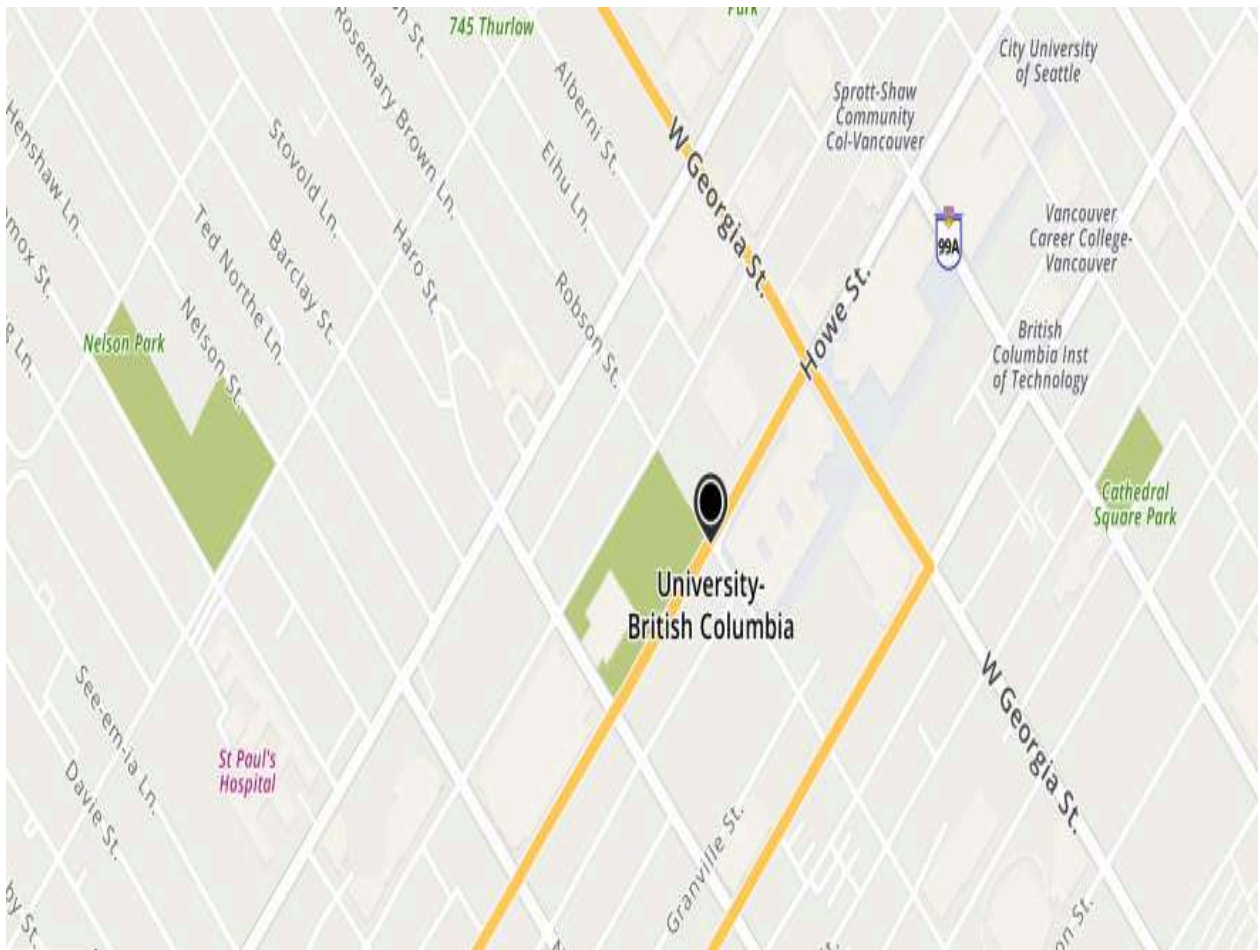 745 Thurlow
Park
City University
of Seattle
Sprott-Shaw
Community
Col-Vancouver
Rosemary Brown Ln.
Alberni St.
Henshaw Ln.
Stovold Ln.
Eihu Ln.
W Georgia St.
Ted Northe Ln.
Barclay St.
Haro St.
99A
Vancouver
Career College-
Vancouver
Robson St.
Howe St.
Nelson Park
Nelson St.
British
Columbia Inst
of Technology
Cathedral
Square Park
University-
British Columbia
See-em-ia Ln.
W Georgia St.
St Paul's
Hospital
Davie St.
Granville St.